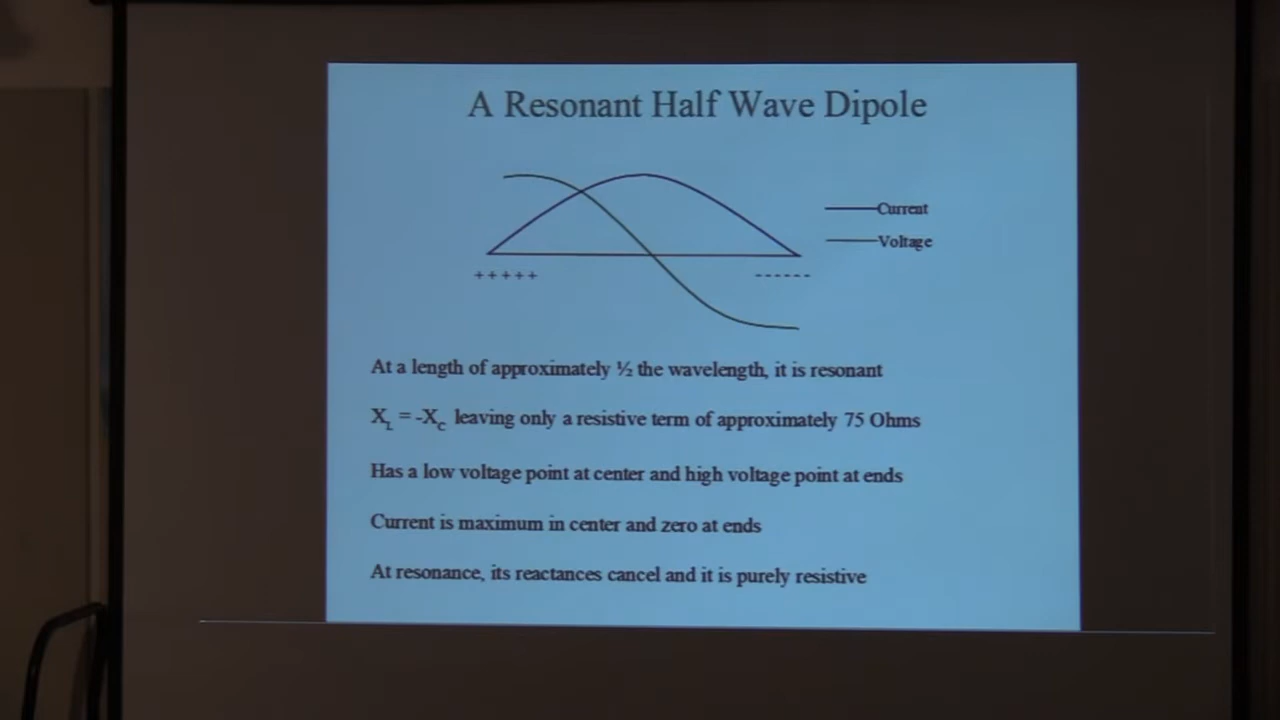 A Resonant Half Wave Dipole
Current
Voltage
+++++
------
At a length of approximately ½ the wavelength, it is resonant
XL = -XC leaving only a resistive term of approximately 75 Ohms
Has a low voltage point at center and high voltage point at ends
Current is maximum in center and zero at ends
At resonance, its reactances cancel and it is purely resistive